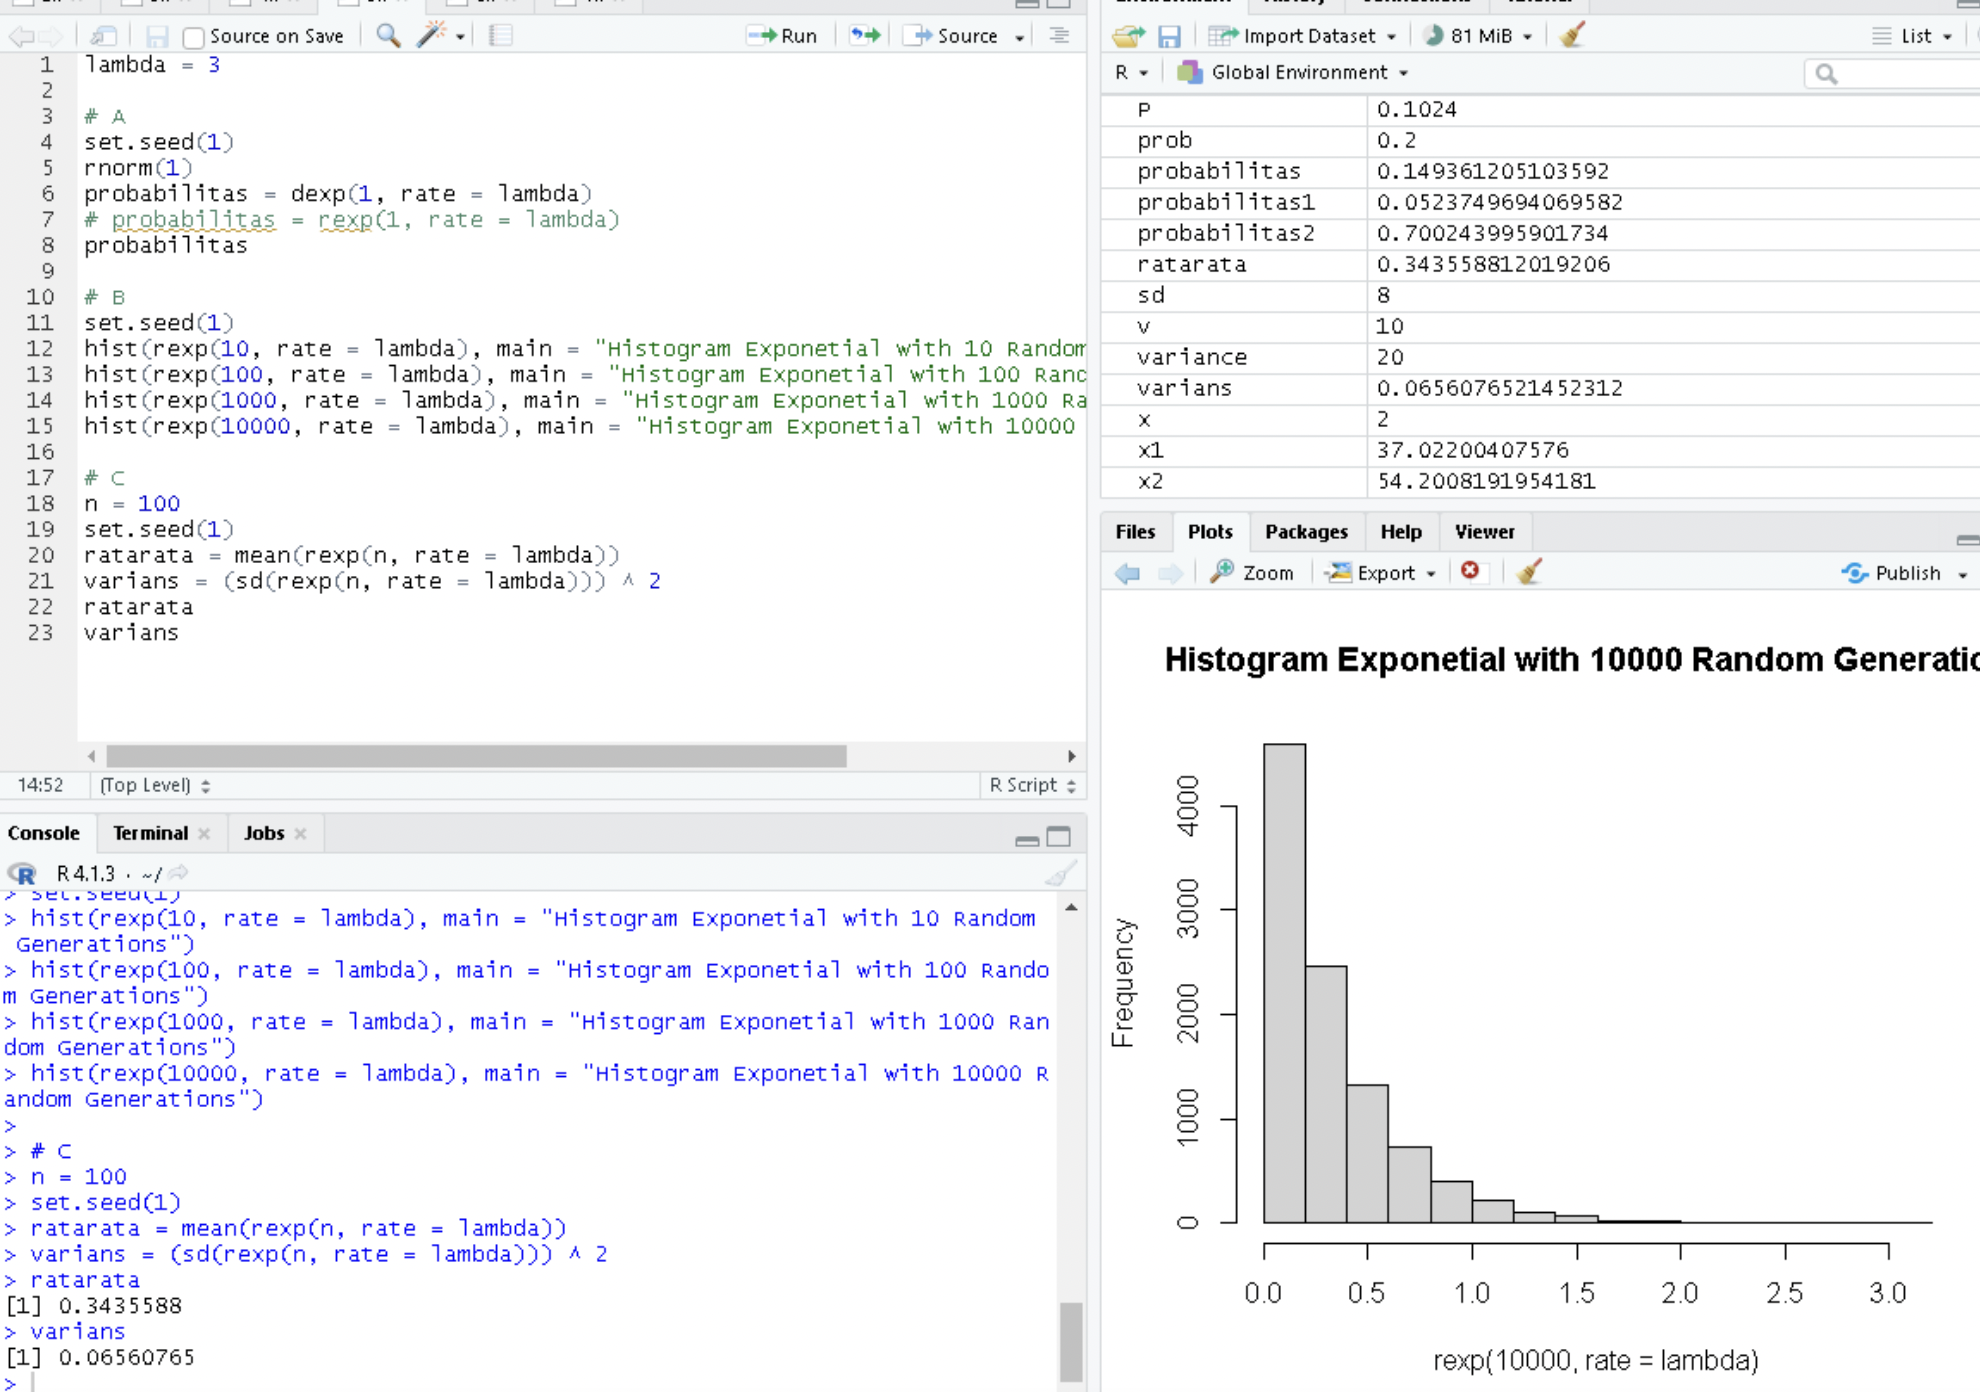 Source on Save
Run
Source
1 lambda = 3
2
3 # A
4 set.seed(1)
5 rnorm(1)
6 probabilitas = dexp(1, rate = lambda)
7 # probabilitas = rexp(1, rate = lambda)
8 probabilitas
9
10 # B
11 set.seed(1)
12 hist(rexp(10, rate = lambda), main = "Histogram Exponetial with 10 Random
13 hist(rexp(100, rate = lambda), main = "Histogram Exponetial with 100 Rand
14 hist(rexp(1000, rate = lambda), main = "Histogram Exponetial with 1000 Ra
15 hist(rexp(10000, rate = lambda), main = "Histogram Exponetial with 10000
16
17 # C
18 n = 100
19 set.seed(1)
20 ratarata = mean(rexp(n, rate = lambda))
21 varians = (sd(rexp(n, rate = lambda))) ^ 2
22 ratarata
23 varians
14:52 (Top Level) R Script
Console Terminal Jobs
R 4.1.3 · ~/
> set.seed(1)
> hist(rexp(10, rate = lambda), main = "Histogram Exponetial with 10 Random
 Generations")
> hist(rexp(100, rate = lambda), main = "Histogram Exponetial with 100 Rando
m Generations")
> hist(rexp(1000, rate = lambda), main = "Histogram Exponetial with 1000 Ran
dom Generations")
> hist(rexp(10000, rate = lambda), main = "Histogram Exponetial with 10000 R
andom Generations")
>
> # C
> n = 100
> set.seed(1)
> ratarata = mean(rexp(n, rate = lambda))
> varians = (sd(rexp(n, rate = lambda))) ^ 2
> ratarata
[1] 0.3435588
> varians
[1] 0.06560765
>
Import Dataset 81 MiB List
R Global Environment
P 0.1024
prob 0.2
probabilitas 0.149361205103592
probabilitas1 0.0523749694069582
probabilitas2 0.700243995901734
ratarata 0.343558812019206
sd 8
v 10
variance 20
varians 0.0656076521452312
x 2
x1 37.02200407576
x2 54.2008191954181
Files Plots Packages Help Viewer
Zoom Export Publish
Histogram Exponetial with 10000 Random Generatio
Frequency
4000
3000
2000
1000
0
0.0 0.5 1.0 1.5 2.0 2.5 3.0
rexp(10000, rate = lambda)